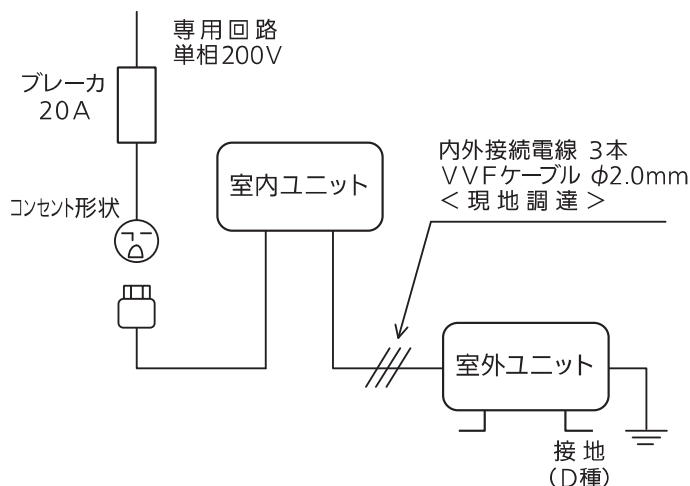 専用回路
単相200V
ブレーカ
20A
コンセント形状
室内ユニット
内外接続電線 3本
VVFケーブル φ2.0mm
＜現地調達＞
室外ユニット
接地
(D種)